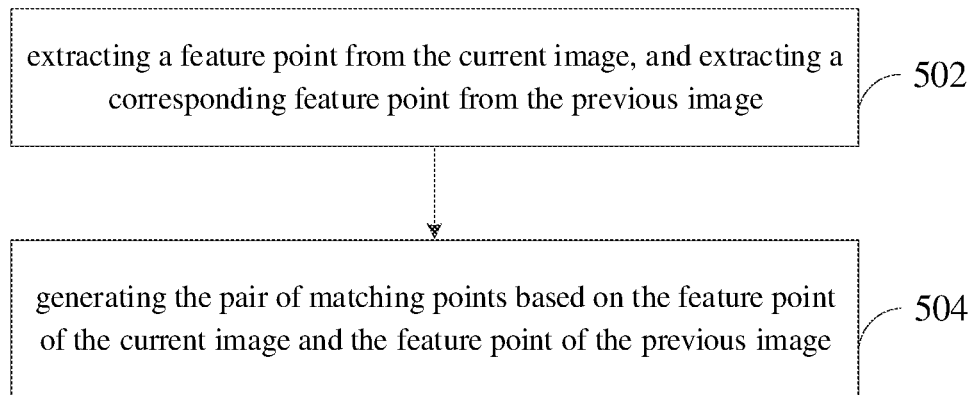 extracting a feature point from the current image, and extracting a
corresponding feature point from the previous image
502
generating the pair of matching points based on the feature point
of the current image and the feature point of the previous image
504